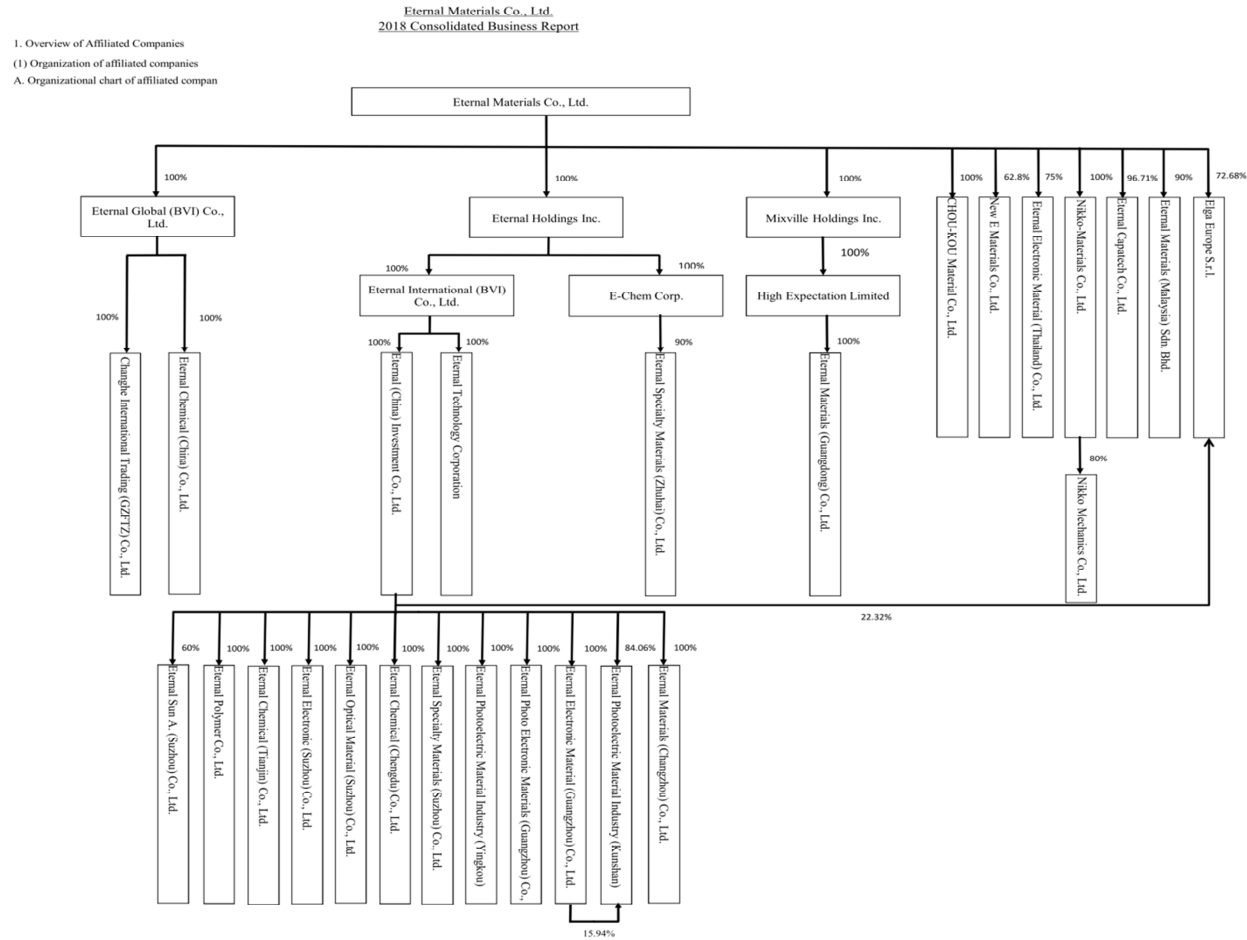 Eternal Materials Co., Ltd.
2018 Consolidated Business Report
1. Overview of Affiliated Companies
(1) Organization of affiliated companies
A. Organizational chart of affiliated compan
Eternal Materials Co., Ltd.
100%
100%
100%
100%
62.8%
75%
100%
96.71%
90%
72.68%
Eternal Global (BVI) Co.,
Ltd.
Eternal Holdings Inc.
Mixville Holdings Inc.
CHOU-KOU Material Co., Ltd.
New E Materials Co., Ltd.
Eternal Electronic Material (Thailand) Co., Ltd.
Nikko-Materials Co., Ltd.
Eternal Capatech Co., Ltd.
Eternal Materials (Malaysia) Sdn. Bhd.
Elga Europe S.r.l.
100%
100%
100%
Eternal International (BVI)
Co., Ltd.
E-Chem Corp.
High Expectation Limited
100%
100%
100%
100%
90%
100%
Changhe International Trading (GZFTZ) Co., Ltd.
Eternal Chemical (China) Co., Ltd.
Eternal (China) Investment Co., Ltd.
Eternal Technology Corporation
Eternal Specialty Materials (Zhuhai) Co., Ltd.
Eternal Materials (Guangdong) Co., Ltd.
80%
Nikko Mechanics Co., Ltd.
22.32%
60%
100%
100%
100%
100%
100%
100%
100%
100%
100%
84.06%
100%
Eternal Sun A. (Suzhou) Co., Ltd.
Eternal Polymer Co., Ltd.
Eternal Chemical (Tianjin) Co., Ltd.
Eternal Electronic (Suzhou) Co., Ltd.
Eternal Optical Material (Suzhou) Co., Ltd.
Eternal Chemical (Chengdu) Co., Ltd.
Eternal Specialty Materials (Suzhou) Co., Ltd.
Eternal Photoelectric Material Industry (Yingkou)
Eternal Photo Electronic Materials (Guangzhou) Co.,
Eternal Electronic Material (Guangzhou) Co., Ltd.
Eternal Photoelectric Material Industry (Kunshan)
Eternal Materials (Changzhou) Co., Ltd.
15.94%